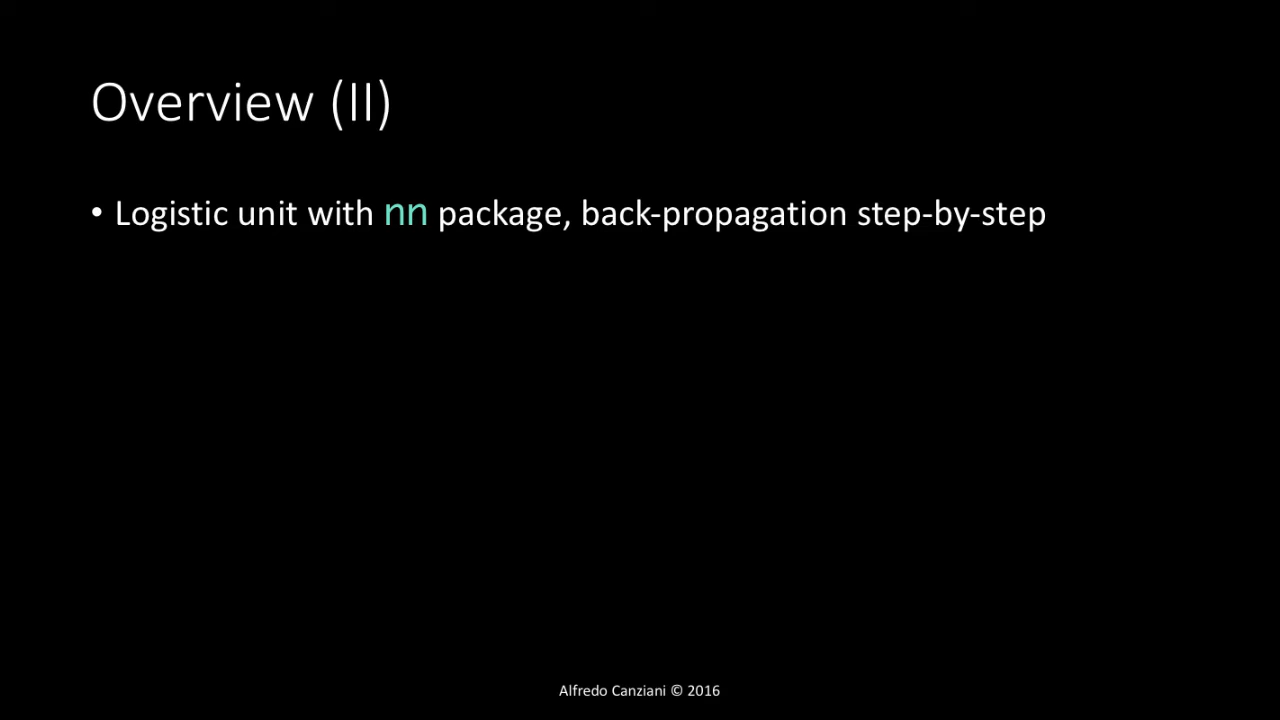 Overview (II)
• Logistic unit with nn package, back-propagation step-by-step
Alfredo Canziani © 2016